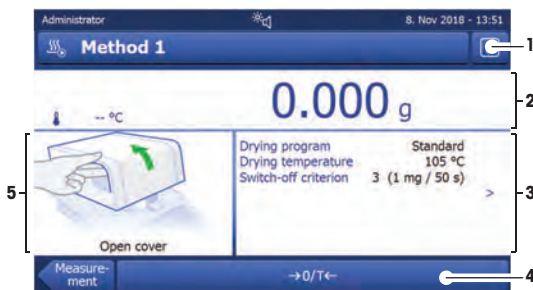 Administrator 8. Nov 2018 - 13:51
Method 1
1
0.000 g
2
-- °C
Drying program Standard
Drying temperature 105 °C
Switch-off criterion 3 (1 mg / 50 s)
>
3
5
Open cover
Measure-
ment
→0/T←
4